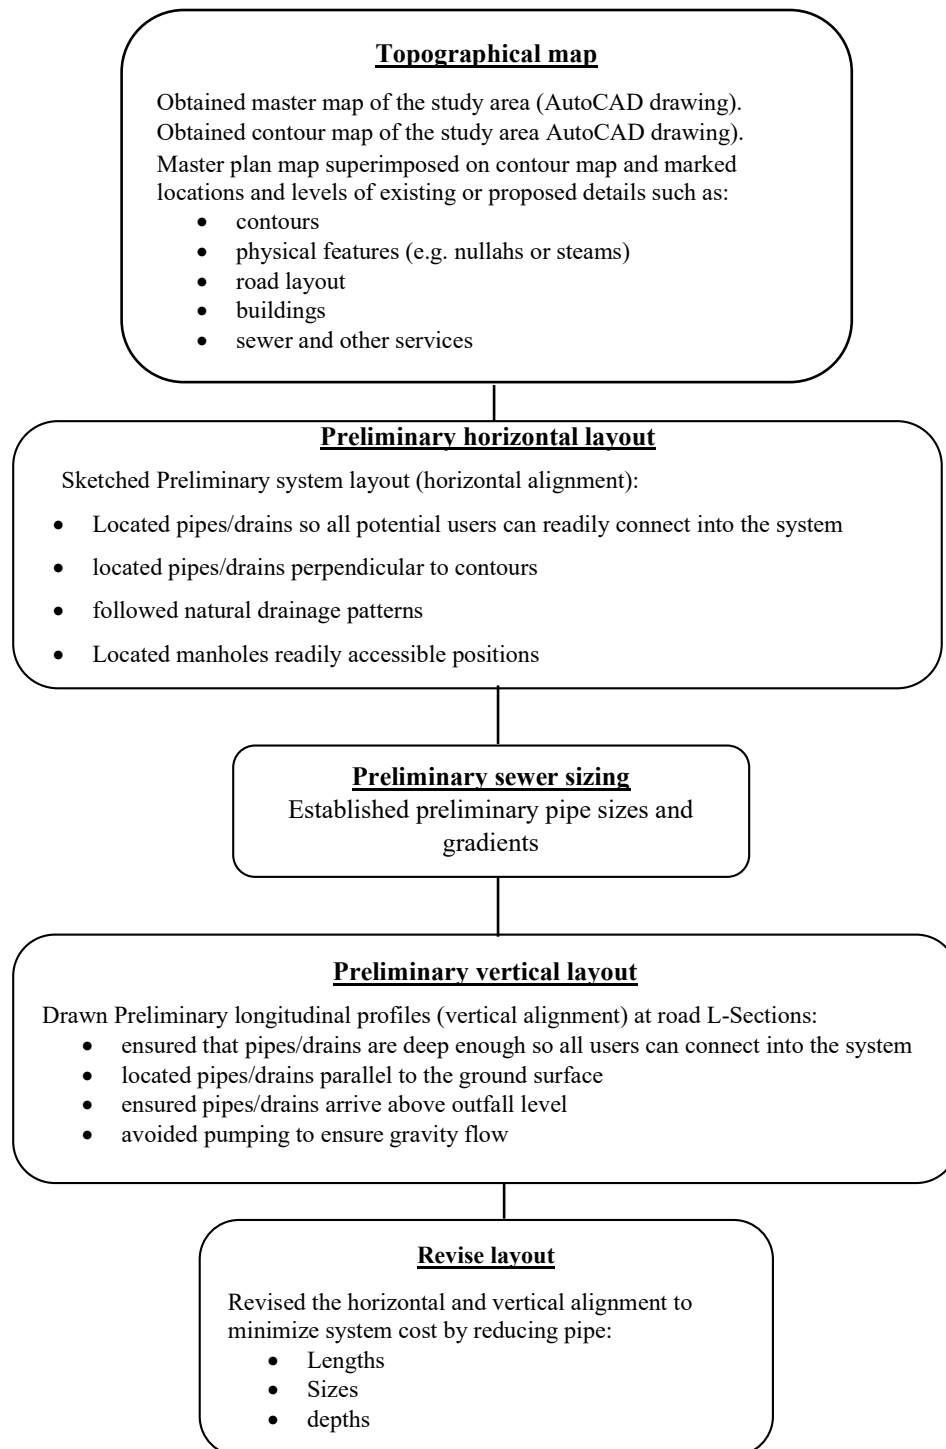 Topographical map
Obtained master map of the study area (AutoCAD drawing).
Obtained contour map of the study area AutoCAD drawing).
Master plan map superimposed on contour map and marked
locations and levels of existing or proposed details such as:
• contours
• physical features (e.g. nullahs or steams)
• road layout
• buildings
• sewer and other services
Preliminary horizontal layout
Sketched Preliminary system layout (horizontal alignment):
• Located pipes/drains so all potential users can readily connect into the system
• located pipes/drains perpendicular to contours
• followed natural drainage patterns
• Located manholes readily accessible positions
Preliminary sewer sizing
Established preliminary pipe sizes and
gradients
Preliminary vertical layout
Drawn Preliminary longitudinal profiles (vertical alignment) at road L-Sections:
• ensured that pipes/drains are deep enough so all users can connect into the system
• located pipes/drains parallel to the ground surface
• ensured pipes/drains arrive above outfall level
• avoided pumping to ensure gravity flow
Revise layout
Revised the horizontal and vertical alignment to
minimize system cost by reducing pipe:
• Lengths
• Sizes
• depths